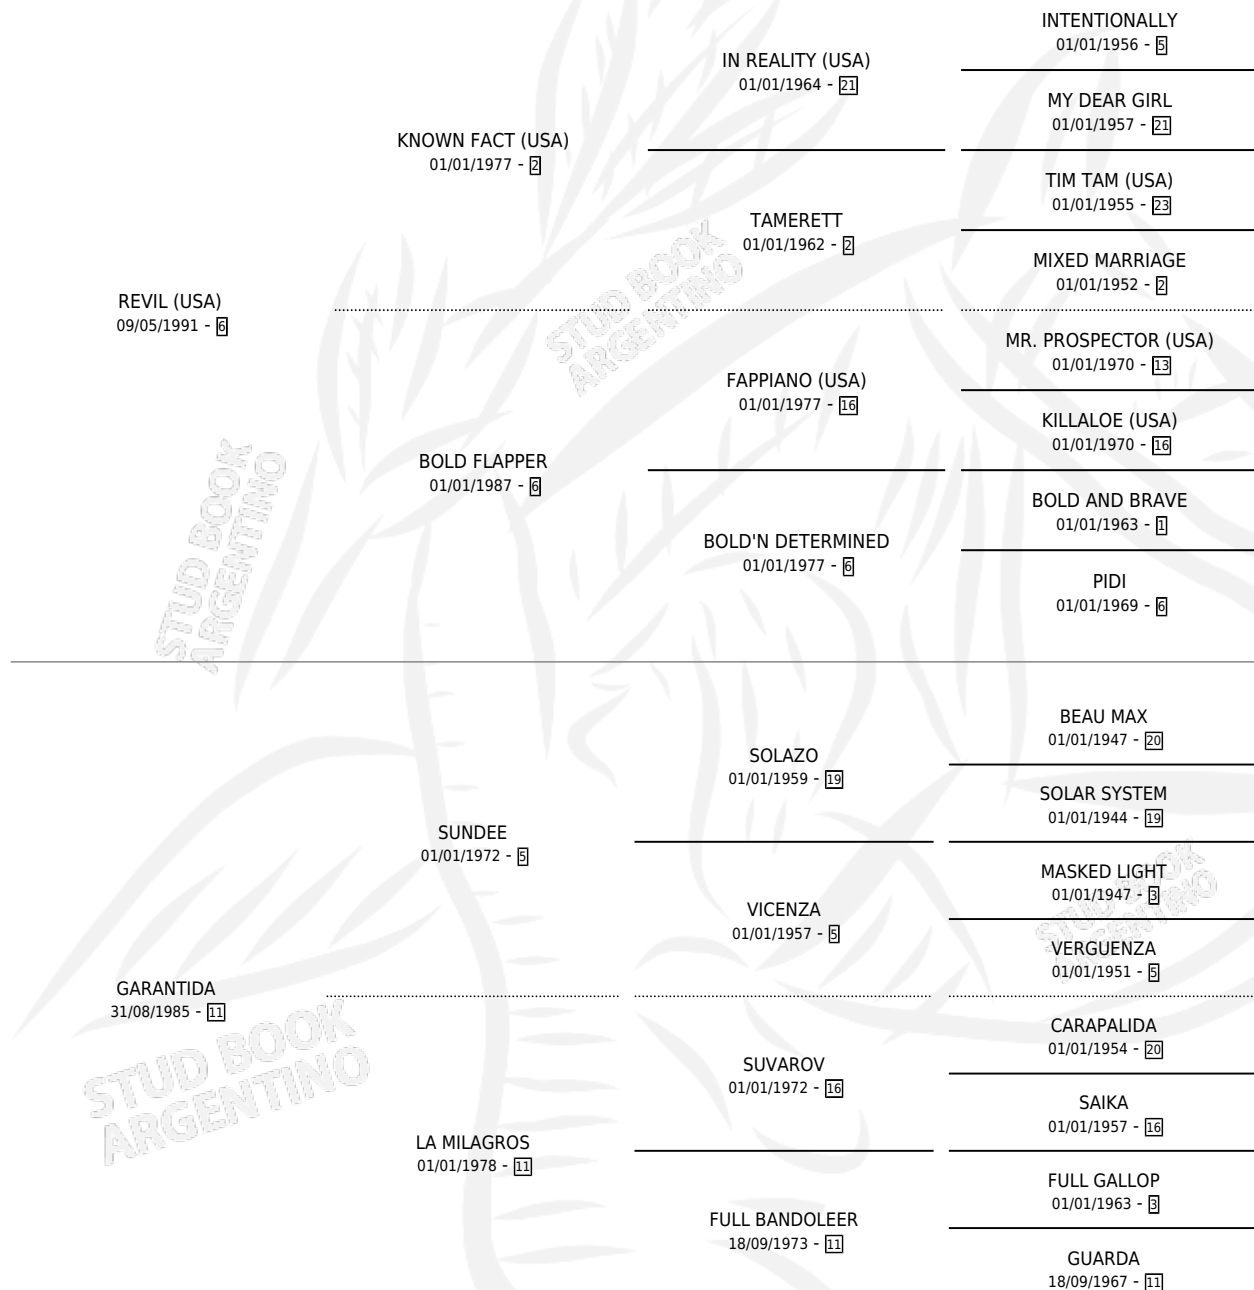 INTENTIONALLY
01/01/1956 - 5
IN REALITY (USA)
01/01/1964 - 21
MY DEAR GIRL
01/01/1957 - 21
KNOWN FACT (USA)
01/01/1977 - 2
TIM TAM (USA)
01/01/1955 - 23
TAMERETT
01/01/1962 - 2
MIXED MARRIAGE
01/01/1952 - 2
REVIL (USA)
09/05/1991 - 6
MR. PROSPECTOR (USA)
01/01/1970 - 13
FAPPIANO (USA)
01/01/1977 - 16
KILLALOE (USA)
01/01/1970 - 16
BOLD FLAPPER
01/01/1987 - 6
BOLD AND BRAVE
01/01/1963 - 1
BOLD'N DETERMINED
01/01/1977 - 6
PIDI
01/01/1969 - 6
BEAU MAX
01/01/1947 - 20
SOLAZO
01/01/1959 - 19
SOLAR SYSTEM
01/01/1944 - 19
SUNDEE
01/01/1972 - 5
MASKED LIGHT
01/01/1947 - 3
VICENZA
01/01/1957 - 5
VERGUENZA
01/01/1951 - 5
GARANTIDA
31/08/1985 - 11
CARAPALIDA
01/01/1954 - 20
SUVAROV
01/01/1972 - 16
SAIKA
01/01/1957 - 16
LA MILAGROS
01/01/1978 - 11
FULL GALLOP
01/01/1963 - 3
FULL BANDOLEER
18/09/1973 - 11
GUARDA
18/09/1967 - 11
STUD BOOK
ARGENTINO
STUD BOOK
ARGENTINO
STUD BOOK
ARGENTINO
STUD BOOK
ARGENTINO